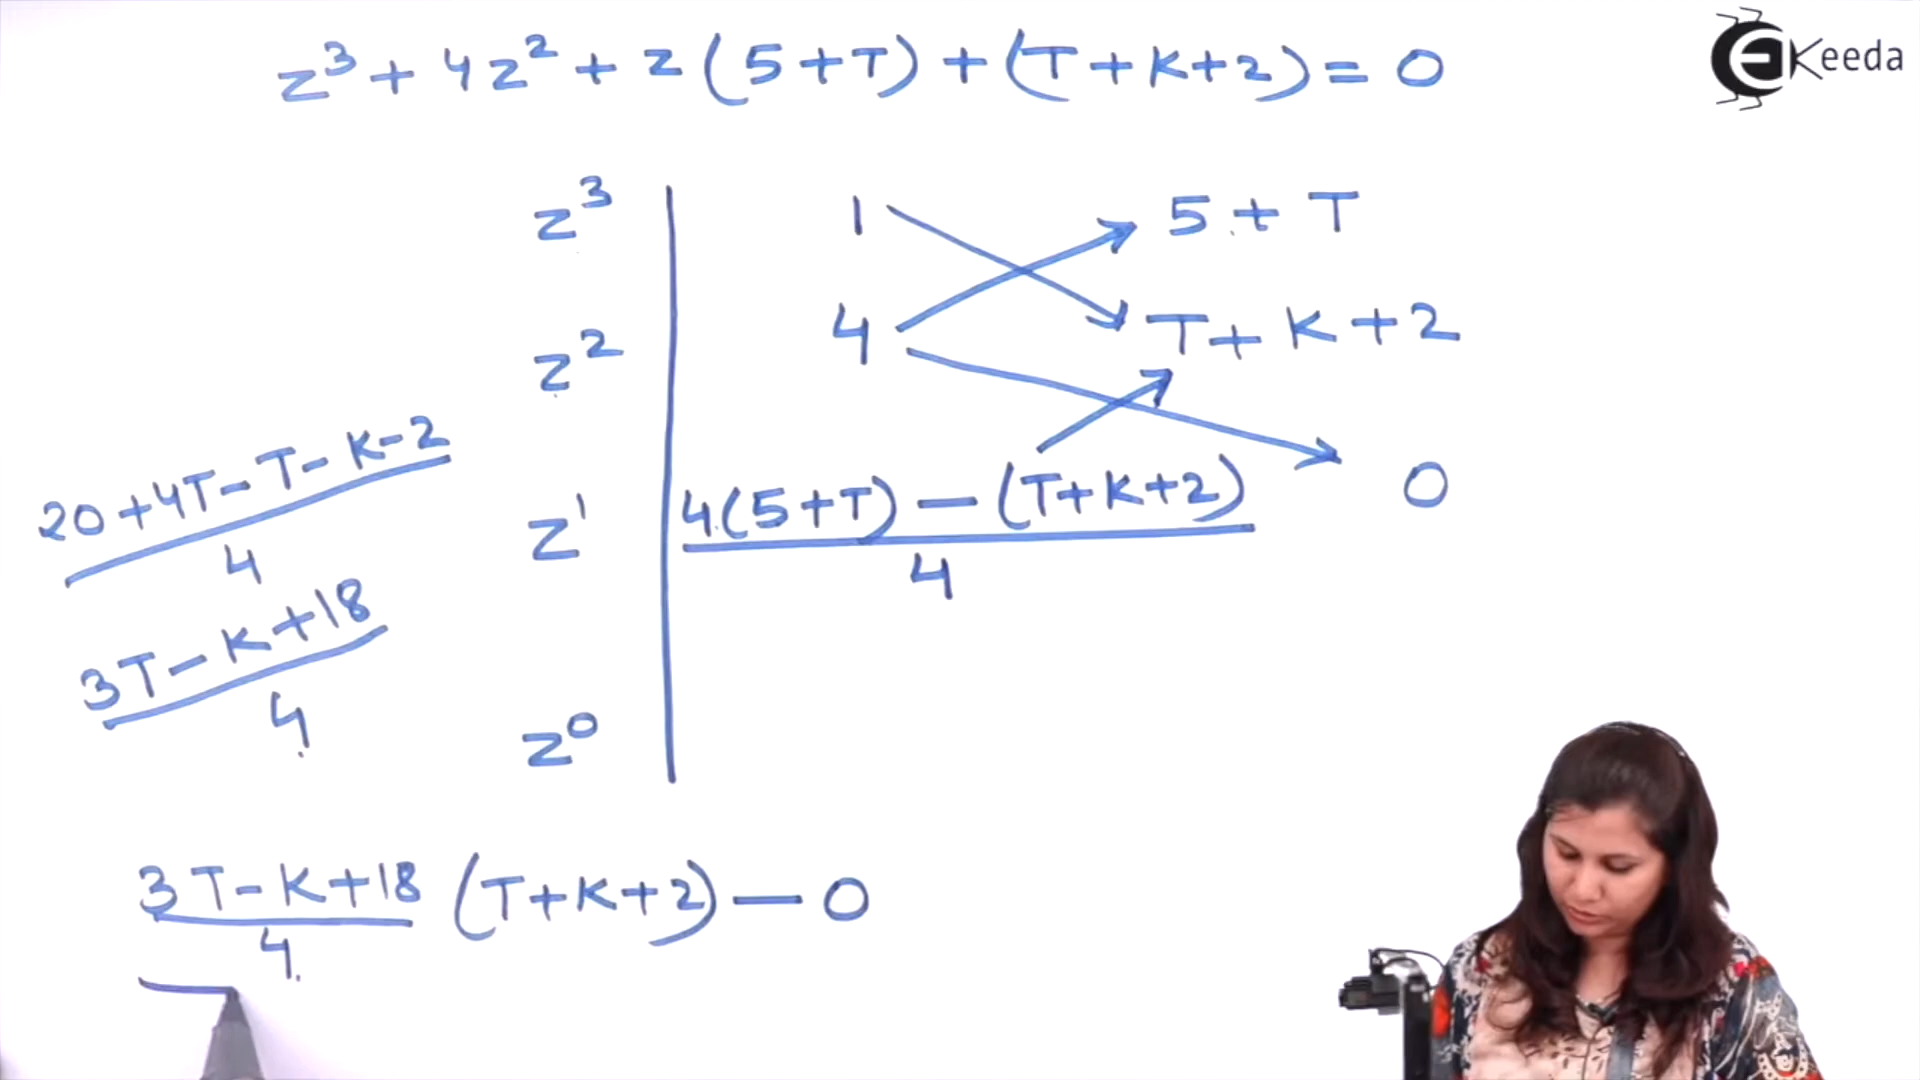 z³ + 4z² + z(5+T) + (T+K+2) = 0
EKeeda
z³ 1 5+T
z² 4 T+K+2
20+4T-T-K-2
4
z¹ 4(5+T) - (T+K+2) 0
4
3T-K+18
4
z⁰
3T-K+18 (T+K+2) - 0
4